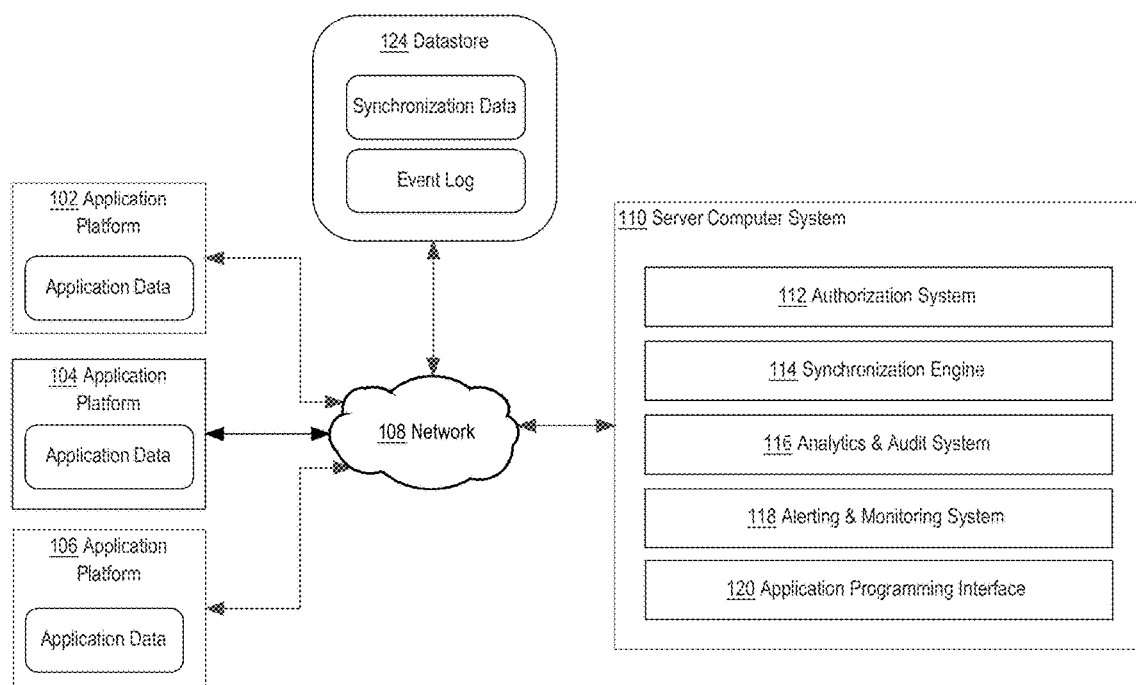 124 Datastore
Synchronization Data
Event Log
102 Application
Platform
Application Data
104 Application
Platform
Application Data
106 Application
Platform
Application Data
108 Network
110 Server Computer System
112 Authorization System
114 Synchronization Engine
116 Analytics & Audit System
118 Alerting & Monitoring System
120 Application Programming Interface